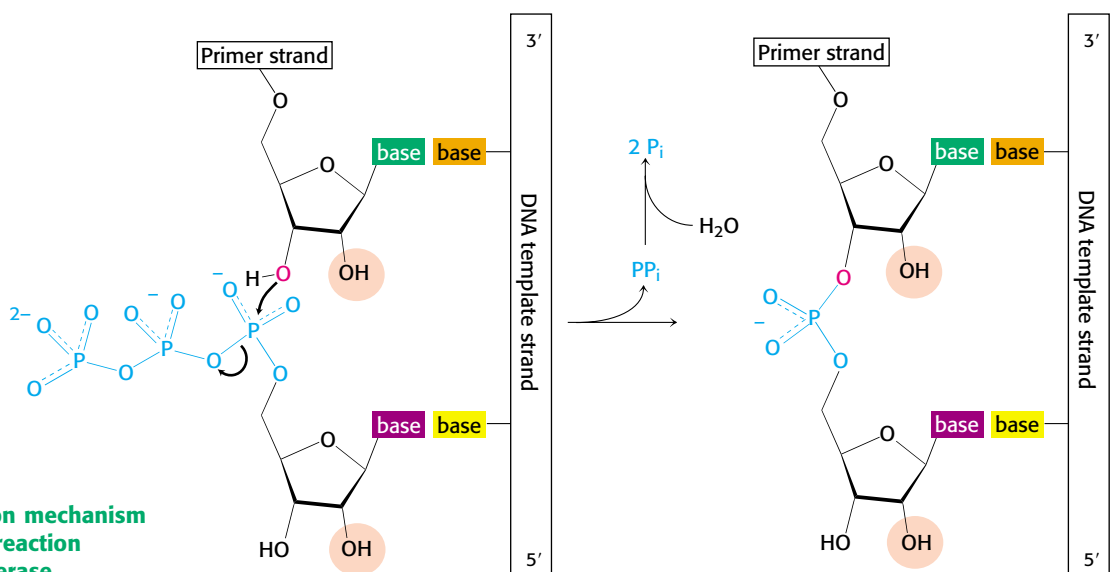 3′
Primer strand
O
O
base base
H–O
OH
−
O
O
P
2−
O
O
−
O
O
P
P
O
O
O
O
DNA template strand
base base
O
HO
OH
5′
2 Pi
H2O
PPi
3′
Primer strand
O
O
base base
O
OH
O
−
P
O
O
DNA template strand
base base
O
HO
OH
5′
on mechanism
reaction